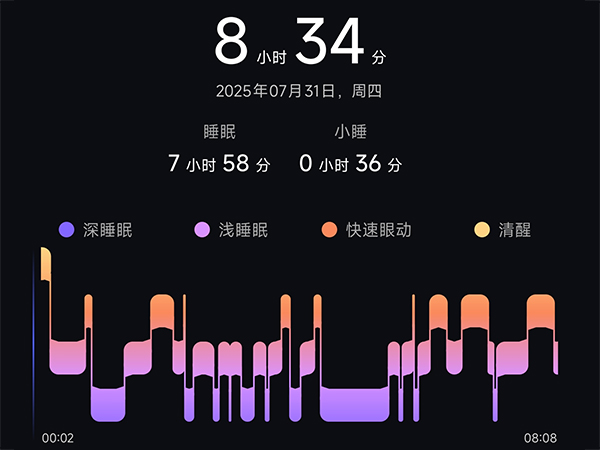 8 小时 34 分
2025年07月31日，周四
睡眠 小睡
7 小时 58 分 0 小时 36 分
深睡眠 浅睡眠 快速眼动 清醒
00:02 08:08